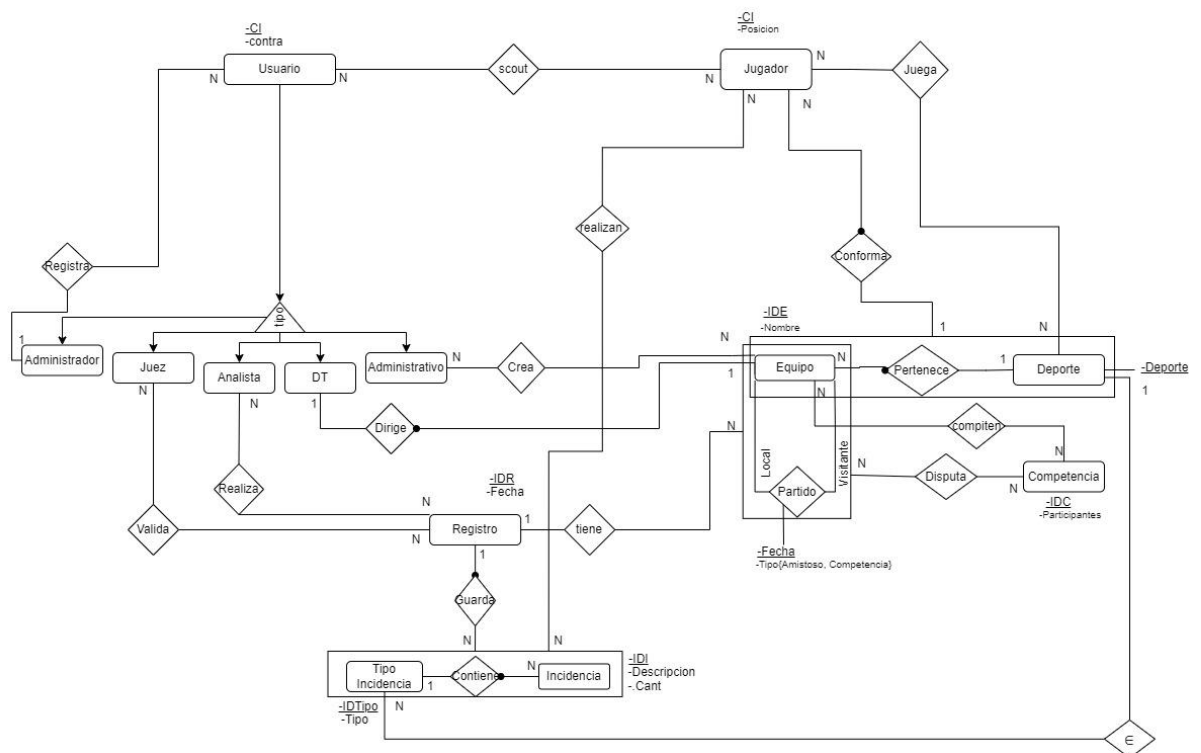 -CI
-contra
-CI
-Posicion
Usuario
N
N
scout
N
Jugador
N
N
N
Juega
realizan
Conforma
Registra
1
Administrador
tipo
Juez
N
Analista
N
DT
1
Administrativo
N
Crea
N
-IDE
-Nombre
1
N
1
Equipo
N
N
Pertenece
1
Deporte
-Deporte
1
Dirige
Local
Visitante
Partido
compiten
N
N
N
Disputa
N
Competencia
-IDC
-Participantes
Realiza
N
-IDR
-Fecha
Valida
N
Registro
1
1
tiene
-Fecha
-Tipo{Amistoso, Competencia}
Guarda
N
N
Tipo
Incidencia
1
Contiene
N
Incidencia
-IDI
-Descripcion
-.Cant
-IDTipo
-Tipo
N
∈